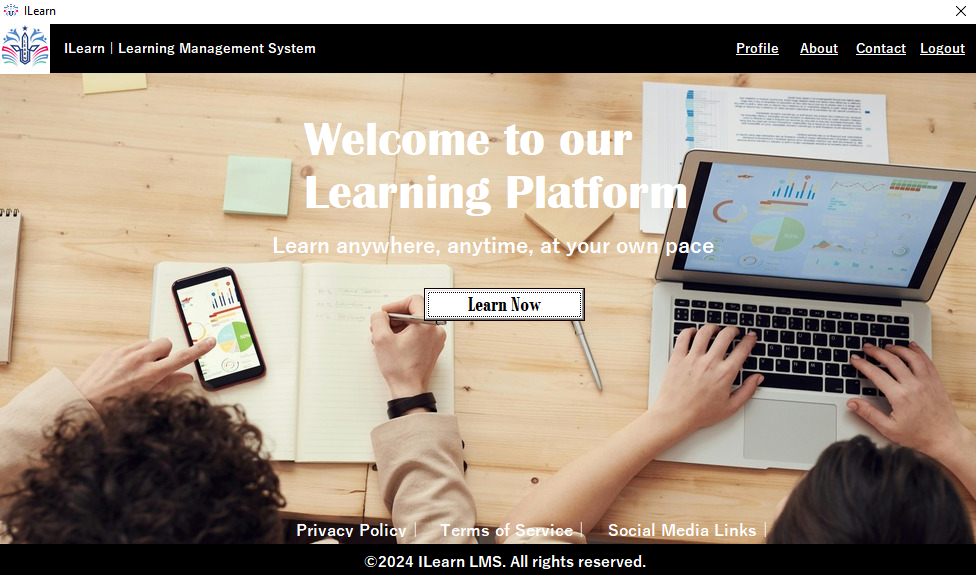 ILearn
ILearn | Learning Management System
Profile About Contact Logout
Welcome to our
Learning Platform
Learn anywhere, anytime, at your own pace
Learn Now
Privacy Policy | Terms of Service | Social Media Links |
©2024 ILearn LMS. All rights reserved.